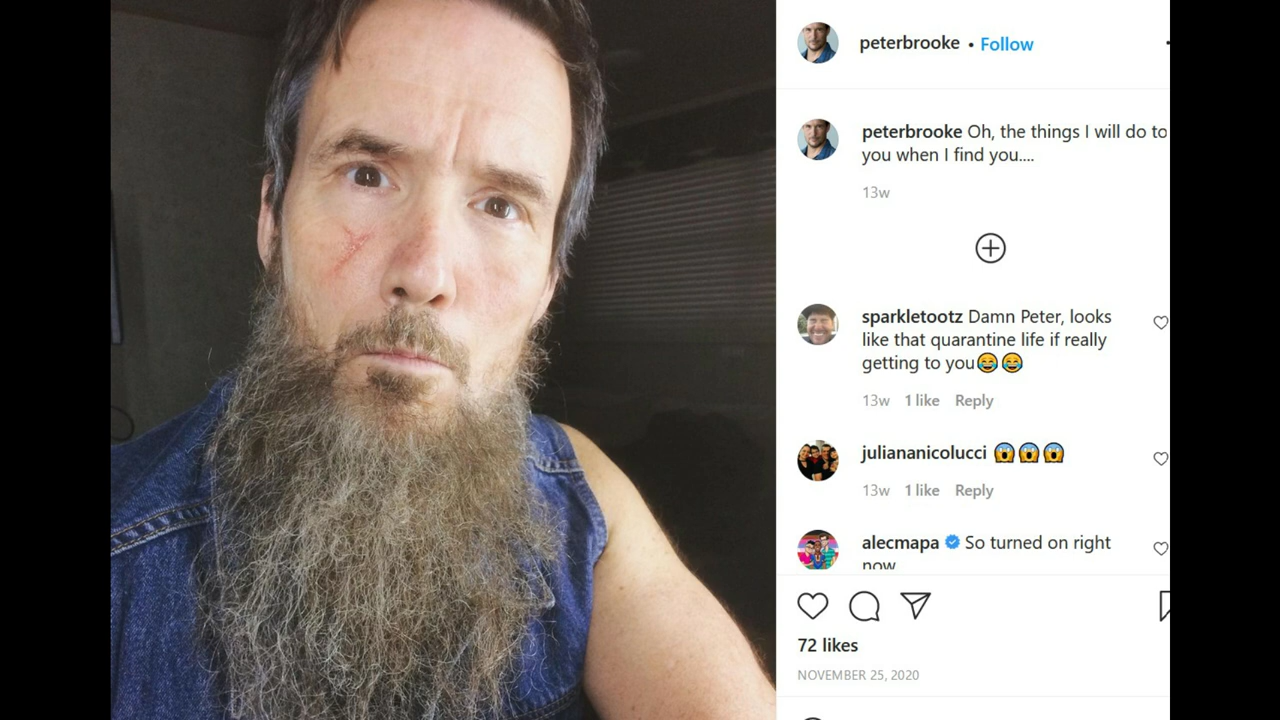 peterbrooke • Follow
peterbrooke Oh, the things I will do to
you when I find you....
13w
sparkletootz Damn Peter, looks
like that quarantine life if really
getting to you😂😂
13w 1 like Reply
juliananicolucci 😱😱😱
13w 1 like Reply
alecmapa So turned on right
now
72 likes
NOVEMBER 25, 2020